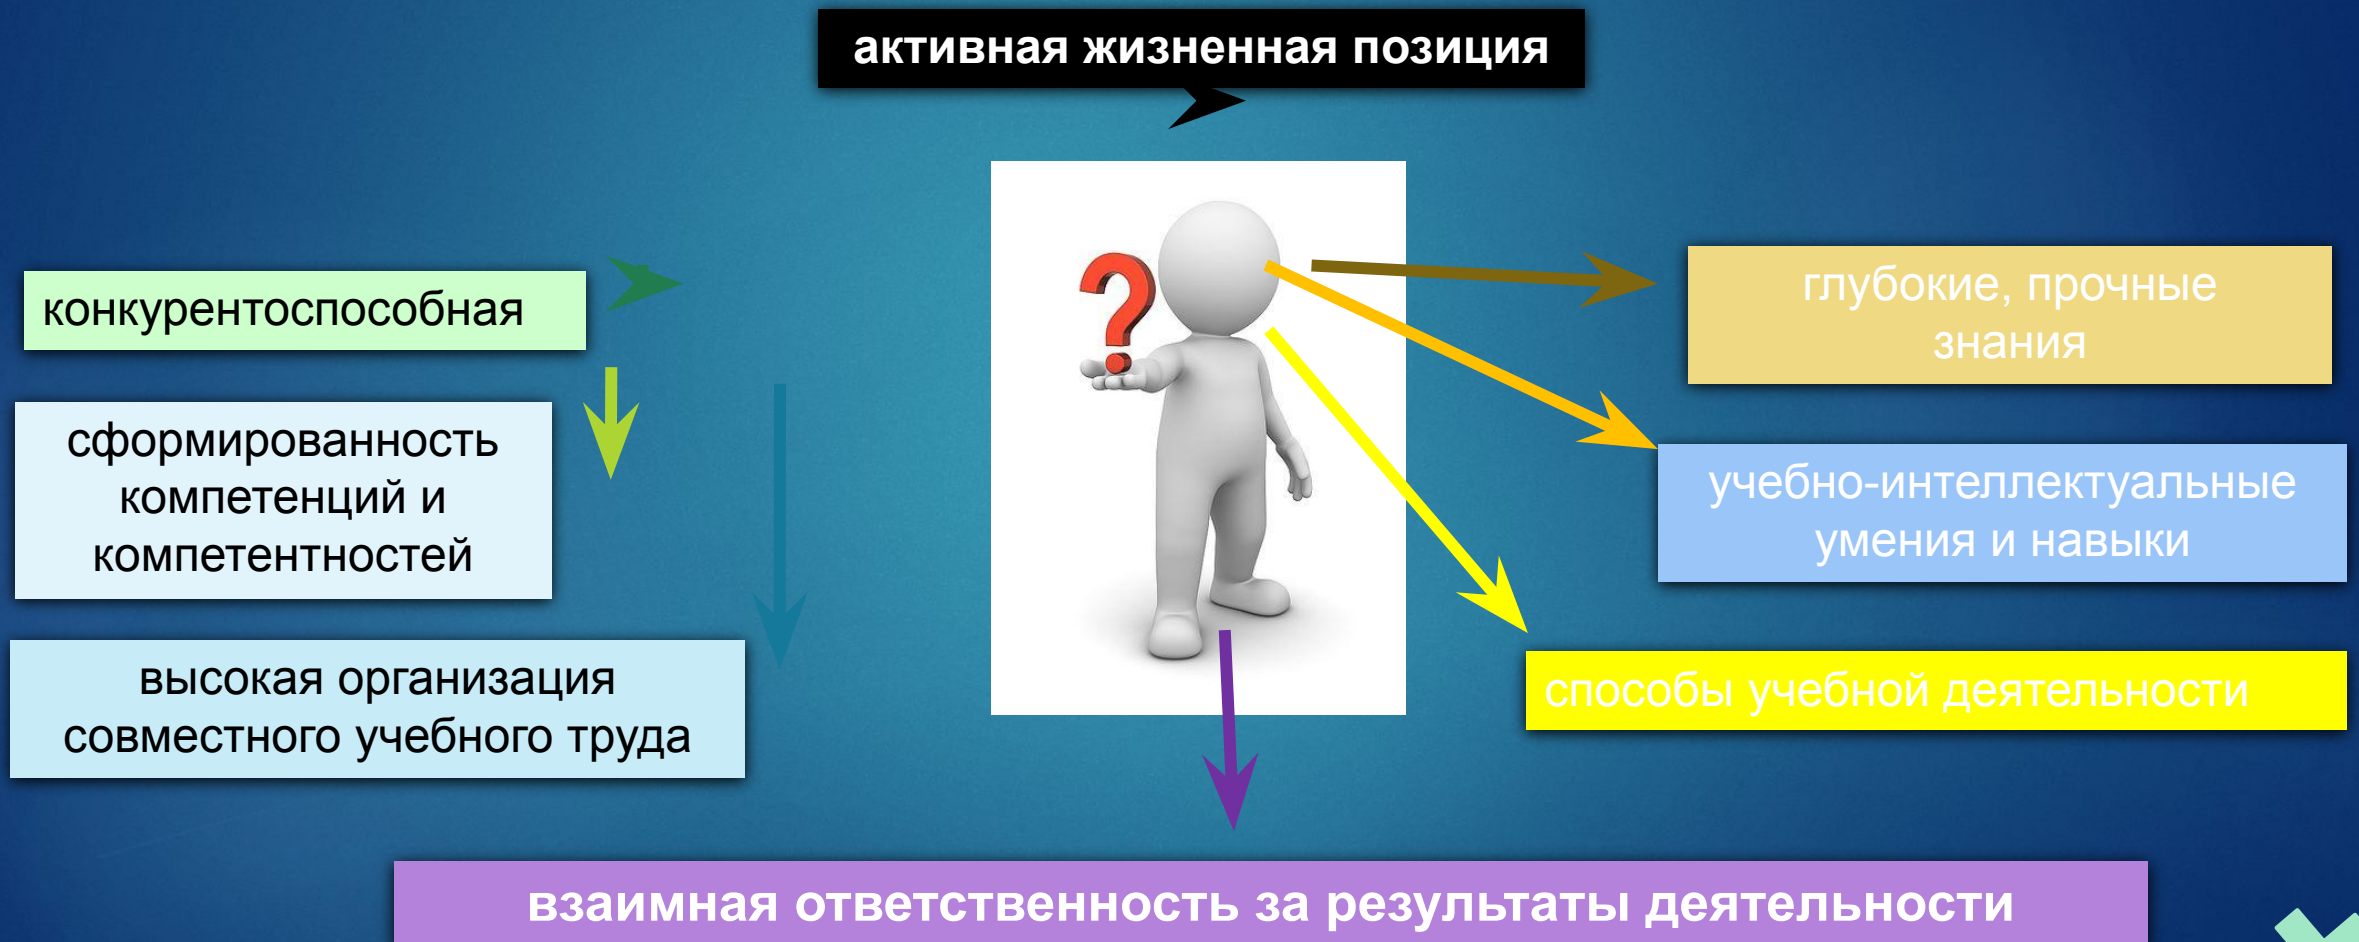 активная жизненная позиция
конкурентоспособная
сформированность
компетенций и
компетентностей
высокая организация
совместного учебного труда
глубокие, прочные
знания
учебно-интеллектуальные
умения и навыки
способы учебной деятельности
взаимная ответственность за результаты деятельности